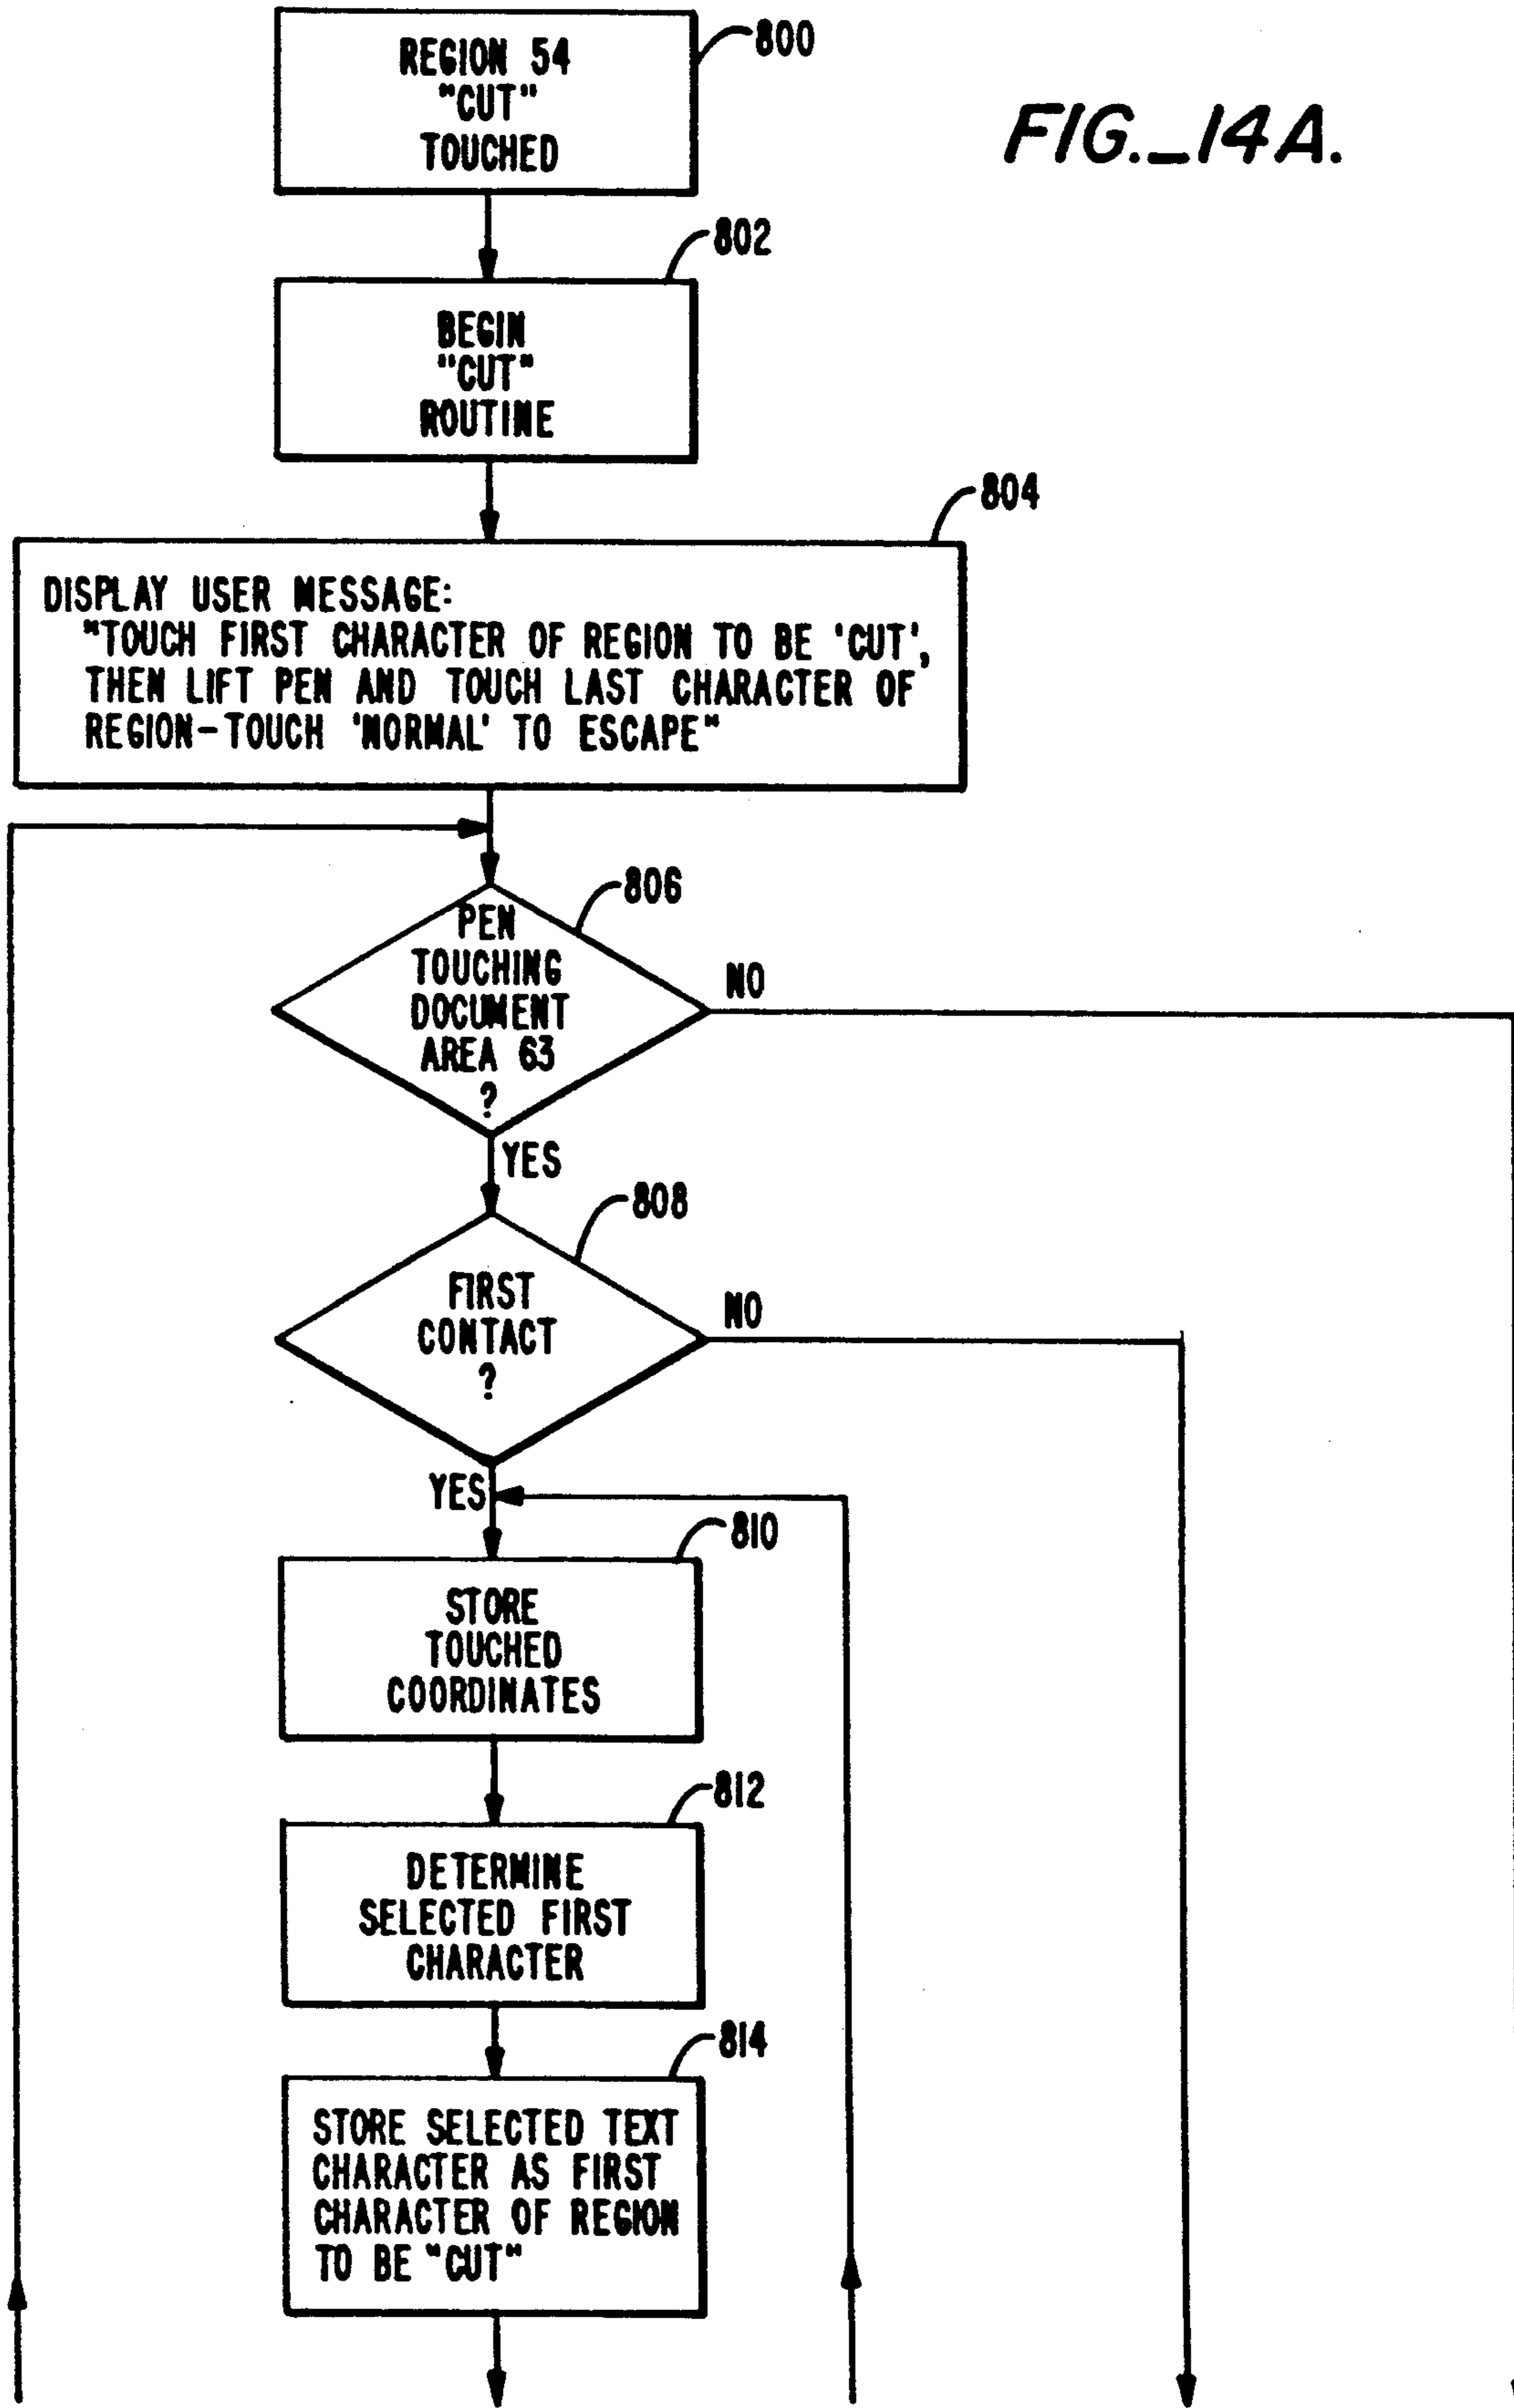 800
REGION 54
"CUT"
TOUCHED
FIG._14A.
802
BEGIN
"CUT"
ROUTINE
804
DISPLAY USER MESSAGE:
"TOUCH FIRST CHARACTER OF REGION TO BE 'CUT',
THEN LIFT PEN AND TOUCH LAST CHARACTER OF
REGION-TOUCH 'NORMAL' TO ESCAPE"
806
PEN
TOUCHING
DOCUMENT
AREA 63
?
NO
YES
808
FIRST
CONTACT
?
NO
YES
810
STORE
TOUCHED
COORDINATES
812
DETERMINE
SELECTED FIRST
CHARACTER
814
STORE SELECTED TEXT
CHARACTER AS FIRST
CHARACTER OF REGION
TO BE "CUT"